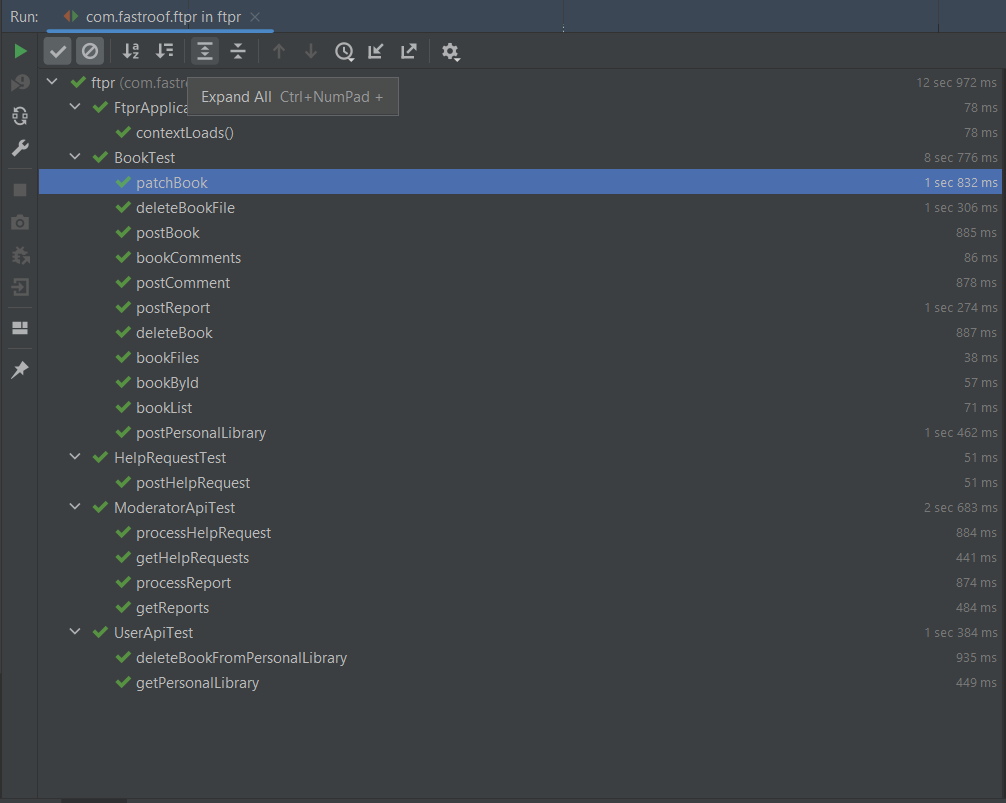 Run: com.fastroof.ftpr in ftpr
ftpr (com.fastr 12 sec 972 ms
Expand All Ctrl+NumPad +
FtprApplica 78 ms
contextLoads() 78 ms
BookTest 8 sec 776 ms
patchBook 1 sec 832 ms
deleteBookFile 1 sec 306 ms
postBook 885 ms
bookComments 86 ms
postComment 878 ms
postReport 1 sec 274 ms
deleteBook 887 ms
bookFiles 38 ms
bookById 57 ms
bookList 71 ms
postPersonalLibrary 1 sec 462 ms
HelpRequestTest 51 ms
postHelpRequest 51 ms
ModeratorApiTest 2 sec 683 ms
processHelpRequest 884 ms
getHelpRequests 441 ms
processReport 874 ms
getReports 484 ms
UserApiTest 1 sec 384 ms
deleteBookFromPersonalLibrary 935 ms
getPersonalLibrary 449 ms